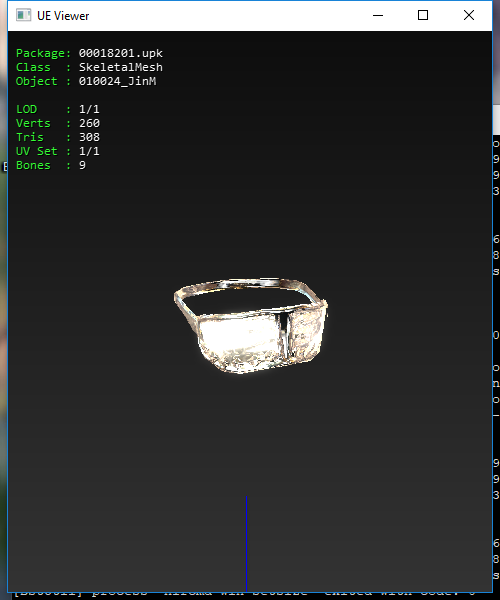 UE Viewer
Package: 00018201.upk
Class  : SkeletalMesh
Object : 010024_JinM
LOD    : 1/1
Verts  : 260
Tris   : 308
UV Set : 1/1
Bones  : 9